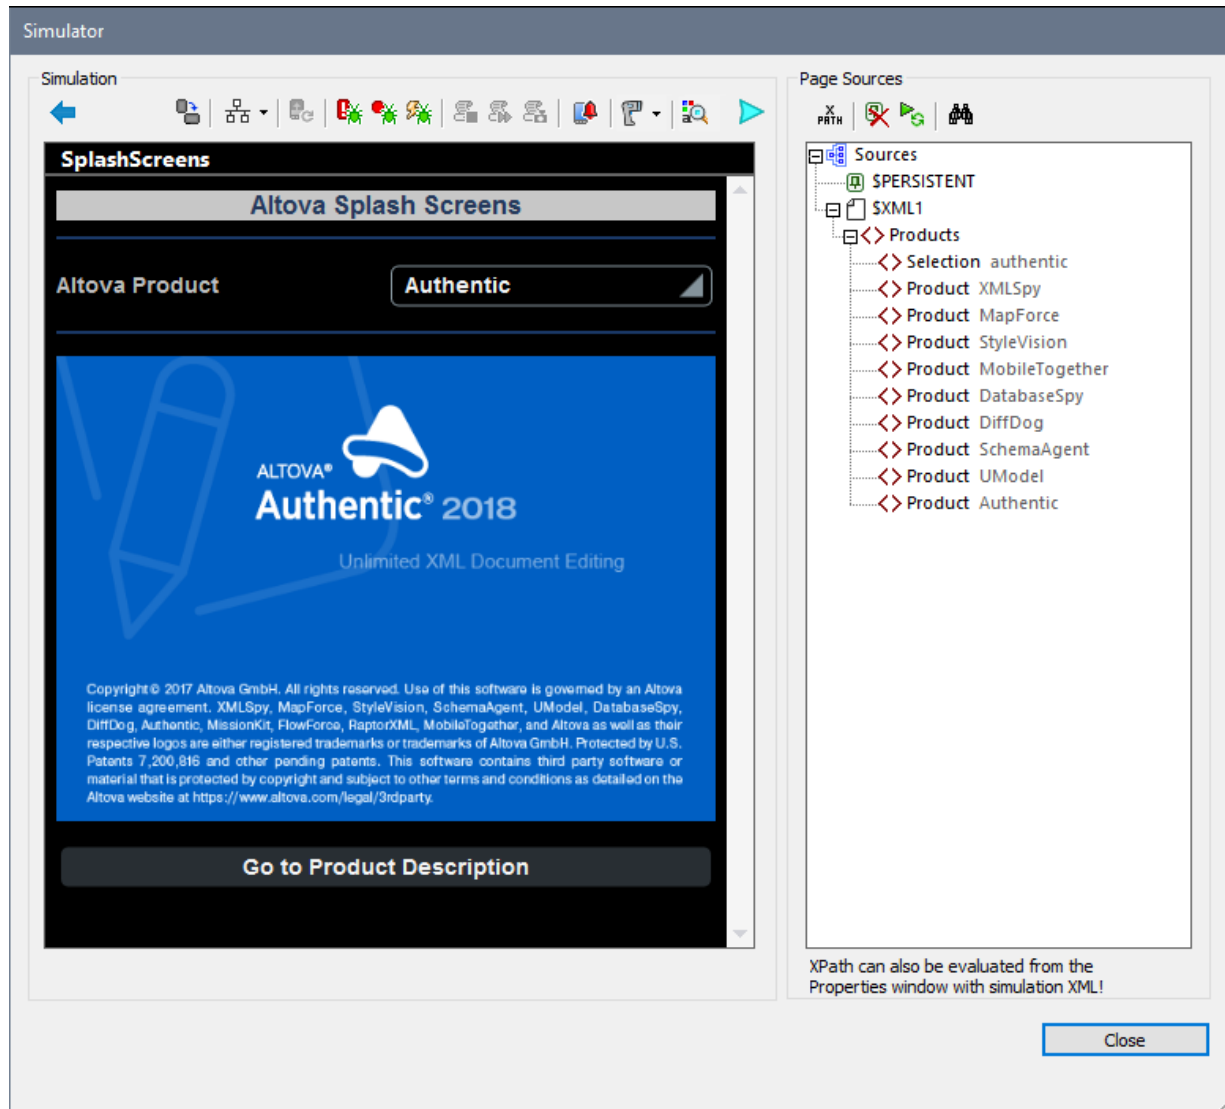 Simulator
Simulation
SplashScreens
Altova Splash Screens
Altova Product
Authentic
ALTOVA®
Authentic® 2018
Unlimited XML Document Editing
Copyright© 2017 Altova GmbH. All rights reserved. Use of this software is governed by an Altova
license agreement. XMLSpy, MapForce, StyleVision, SchemaAgent, UModel, DatabaseSpy,
DiffDog, Authentic, MissionKit, FlowForce, RaptorXML, MobileTogether, and Altova as well as their
respective logos are either registered trademarks or trademarks of Altova GmbH. Protected by U.S.
Patents 7,200,816 and other pending patents. This software contains third party software or
material that is protected by copyright and subject to other terms and conditions as detailed on the
Altova website at https://www.altova.com/legal/3rdparty.
Go to Product Description
Page Sources
X
PATH
Sources
$PERSISTENT
$XML1
Products
Selection authentic
Product XMLSpy
Product MapForce
Product StyleVision
Product MobileTogether
Product DatabaseSpy
Product DiffDog
Product SchemaAgent
Product UModel
Product Authentic
XPath can also be evaluated from the
Properties window with simulation XML!
Close